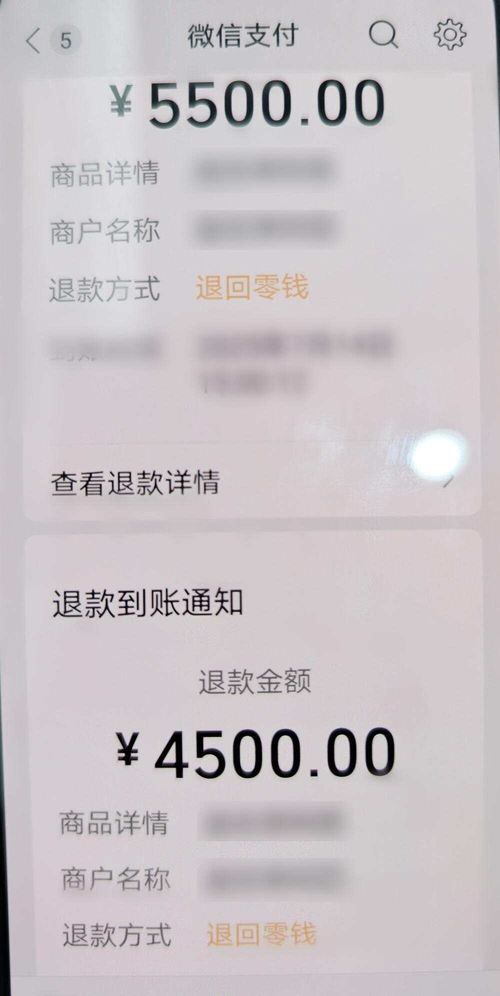 5 微信支付
¥5500.00
商品详情
商户名称
退款方式 退回零钱
查看退款详情
退款到账通知
退款金额
¥4500.00
商品详情
商户名称
退款方式 退回零钱